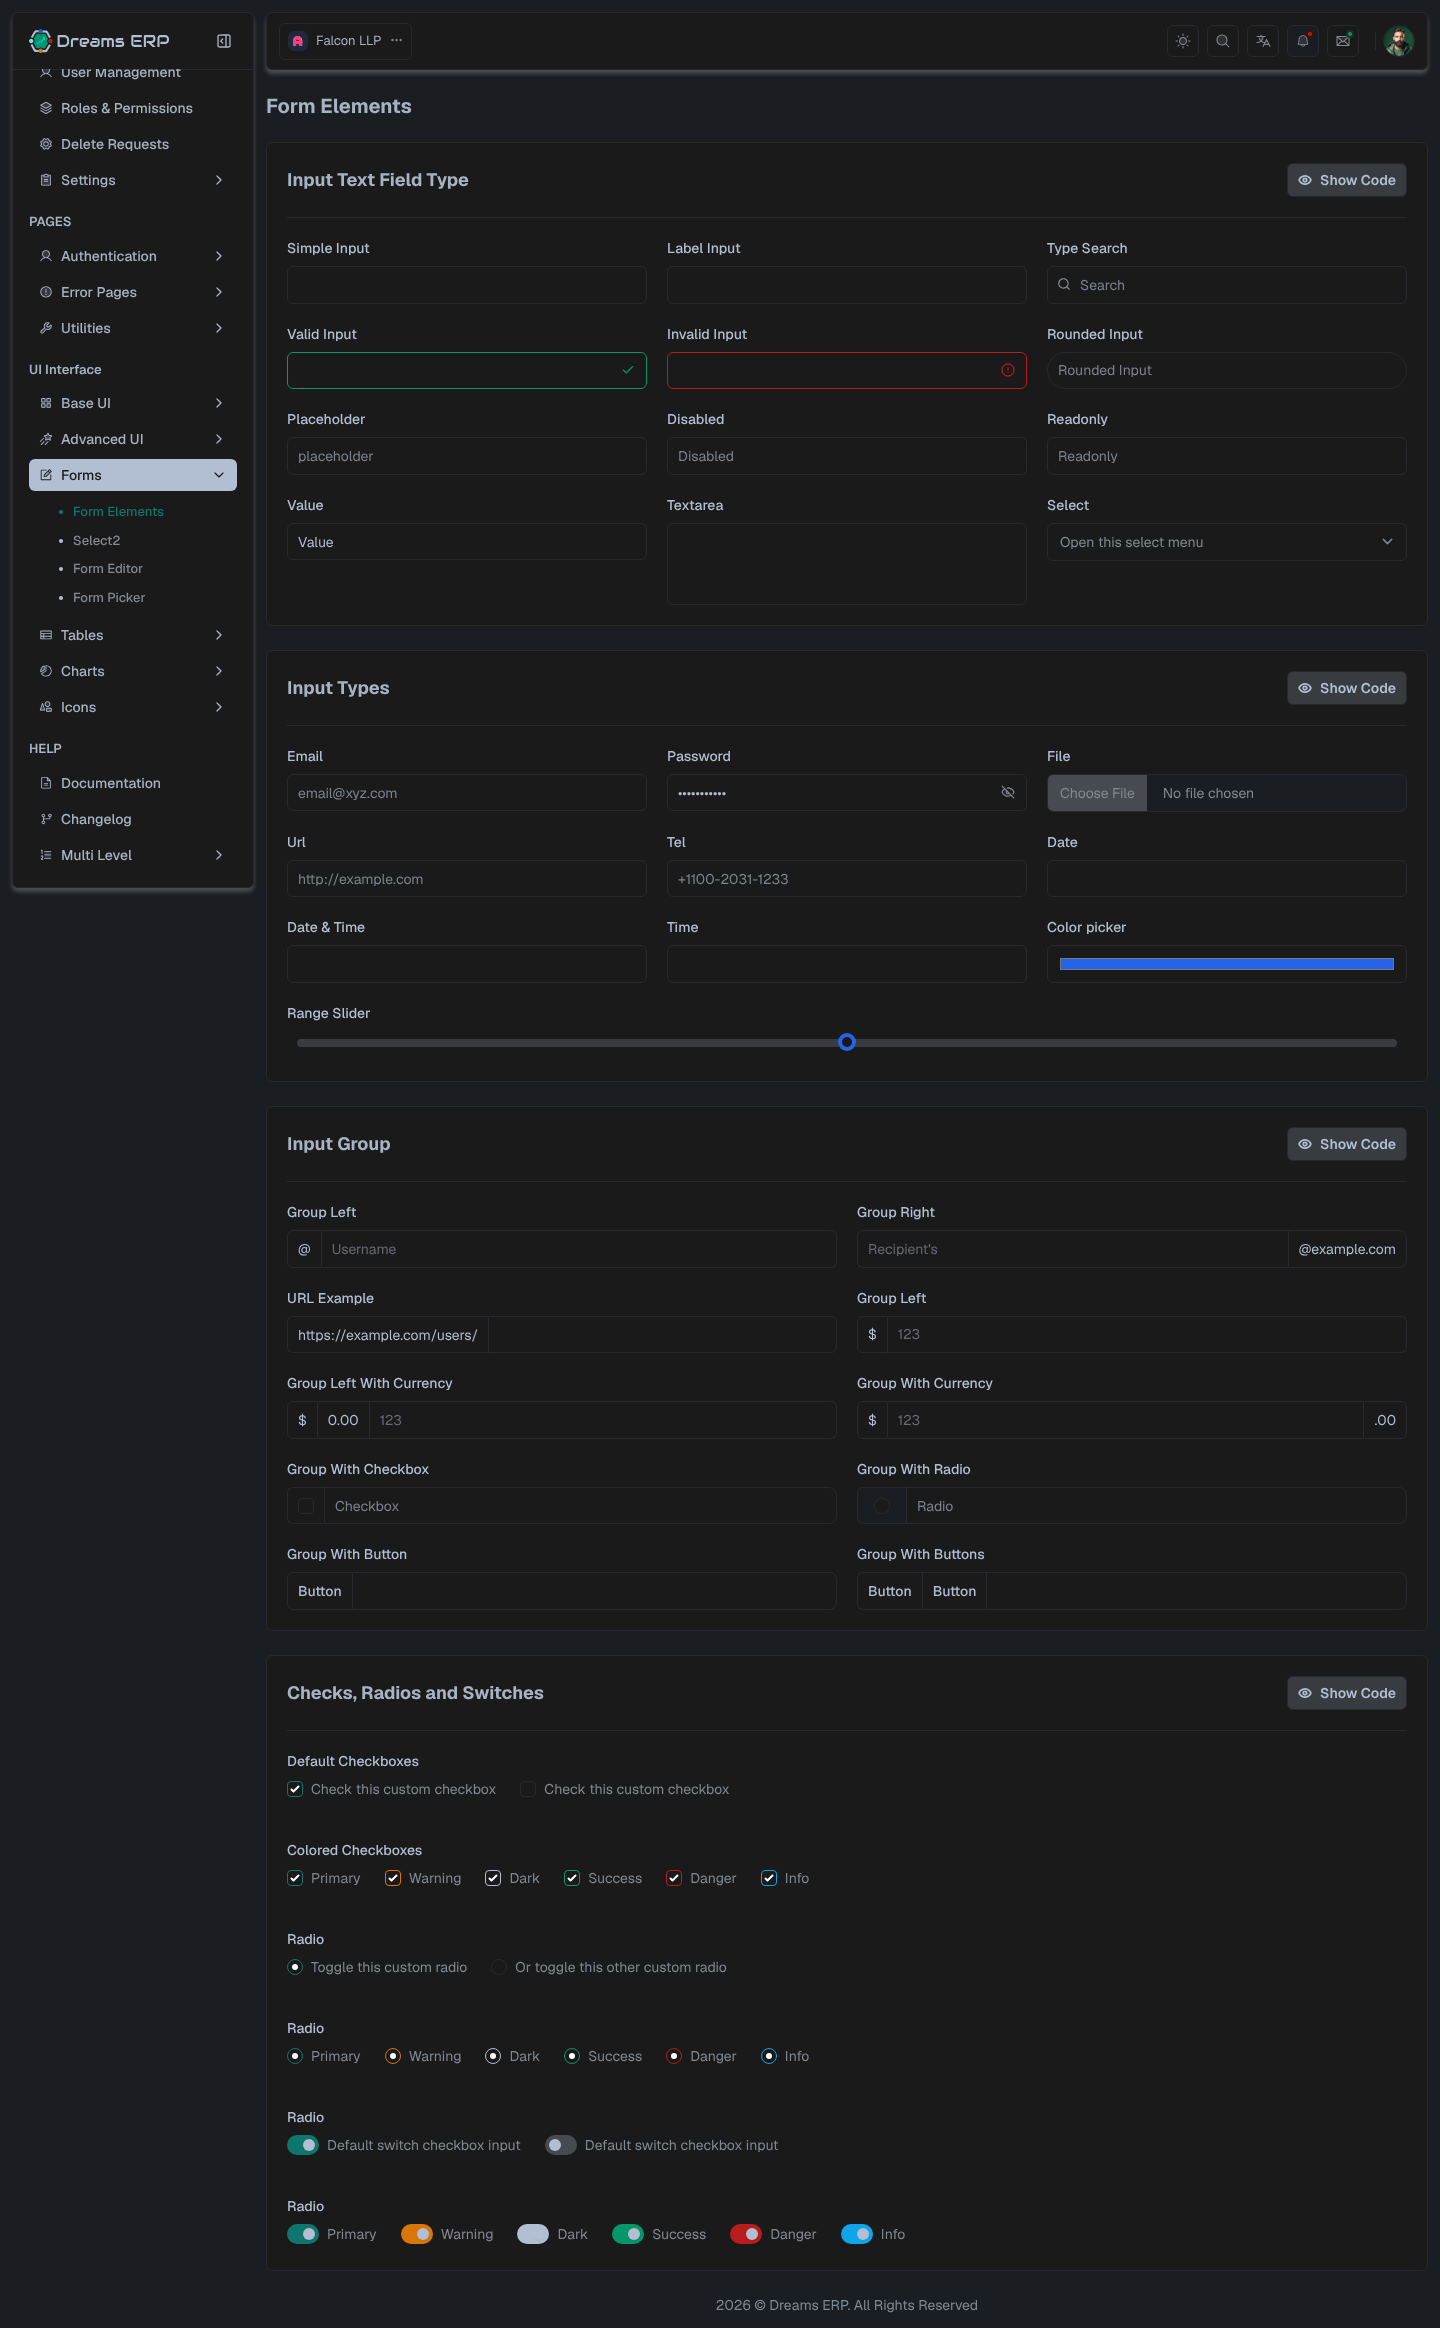 Dreams ERP
User Management
Roles & Permissions
Delete Requests
Settings
PAGES
Authentication
Error Pages
Utilities
UI Interface
Base UI
Advanced UI
Forms
Form Elements
Select2
Form Editor
Form Picker
Tables
Charts
Icons
HELP
Documentation
Changelog
Multi Level
Falcon LLP ···
Form Elements
Input Text Field Type
Show Code
Simple Input
Label Input
Type Search
Search
Valid Input
Invalid Input
Rounded Input
Rounded Input
Placeholder
Disabled
Readonly
placeholder
Disabled
Readonly
Value
Textarea
Select
Value
Open this select menu
Input Types
Show Code
Email
Password
File
email@xyz.com
•••••••••••
Choose File
No file chosen
Url
Tel
Date
http://example.com
+1100-2031-1233
Date & Time
Time
Color picker
Range Slider
Input Group
Show Code
Group Left
Group Right
@ Username
Recipient's @example.com
URL Example
Group Left
https://example.com/users/
$ 123
Group Left With Currency
Group With Currency
$ 0.00 123
$ 123 .00
Group With Checkbox
Group With Radio
Checkbox
Radio
Group With Button
Group With Buttons
Button
Button Button
Checks, Radios and Switches
Show Code
Default Checkboxes
Check this custom checkbox Check this custom checkbox
Colored Checkboxes
Primary Warning Dark Success Danger Info
Radio
Toggle this custom radio Or toggle this other custom radio
Radio
Primary Warning Dark Success Danger Info
Radio
Default switch checkbox input Default switch checkbox input
Radio
Primary Warning Dark Success Danger Info
2026 © Dreams ERP. All Rights Reserved